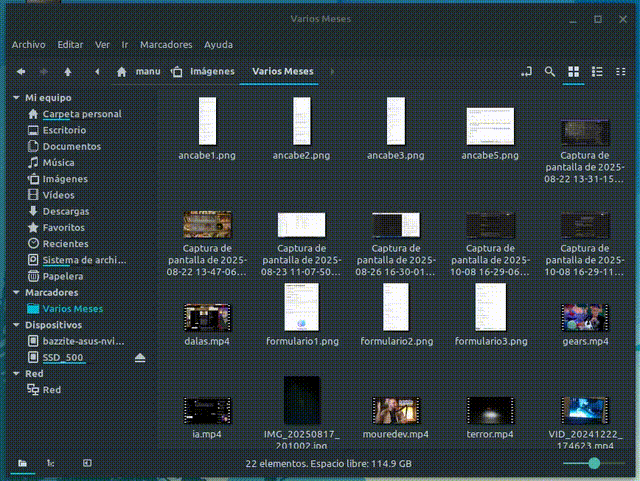 Varios Meses
Archivo Editar Ver Ir Marcadores Ayuda
manu Imágenes Varios Meses
Mi equipo
Carpeta personal
Escritorio
Documentos
Música
Imágenes
Vídeos
Descargas
Favoritos
Recientes
Sistema de archi...
Papelera
Marcadores
Varios Meses
Dispositivos
bazzite-asus-nvi...
SSD_500
Red
Red
ancabe1.png
ancabe2.png
ancabe3.png
ancabe5.png
Captura de
pantalla de 2025-
08-22 13-31-15...
Captura de
pantalla de 2025-
08-22 13-47-06...
Captura de
pantalla de 2025-
08-23 11-07-50...
Captura de
pantalla de 2025-
08-26 16-30-01...
Captura de
pantalla de 2025-
10-08 16-29-06...
Captura de
pantalla de 2025-
10-08 16-29-11...
dalas.mp4
formulario1.png
formulario2.png
formulario3.png
gears.mp4
ia.mp4
IMG_20250817_
201002.jpg
mouredev.mp4
terror.mp4
VID_20241222_
174623.mp4
22 elementos. Espacio libre: 114.9 GB